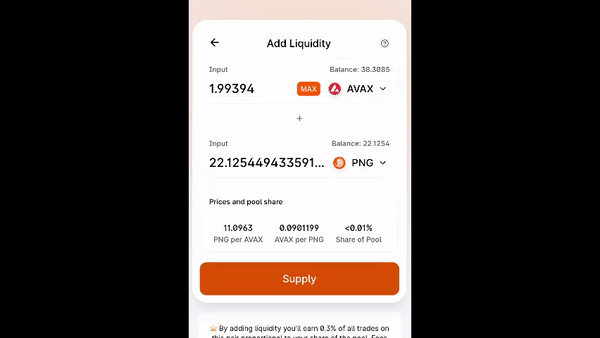 Add Liquidity
Input Balance: 38.3085
1.99394 MAX AVAX
+
Input Balance: 22.1254
22.125449433591... PNG
Prices and pool share
11.0963 0.0901199 <0.01%
PNG per AVAX AVAX per PNG Share of Pool
Supply
By adding liquidity you'll earn 0.3% of all trades on
this pair proportional to your share of the pool. Fees